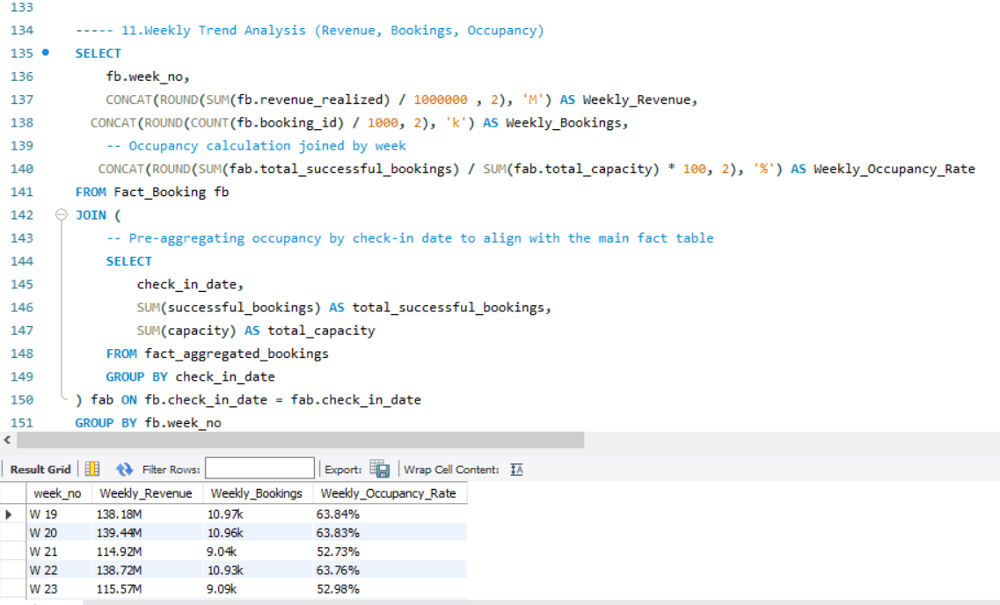 133
134 ----- 11.Weekly Trend Analysis (Revenue, Bookings, Occupancy)
135 SELECT
136 fb.week_no,
137 CONCAT(ROUND(SUM(fb.revenue_realized) / 1000000 , 2), 'M') AS Weekly_Revenue,
138 CONCAT(ROUND(COUNT(fb.booking_id) / 1000, 2), 'k') AS Weekly_Bookings,
139 -- Occupancy calculation joined by week
140 CONCAT(ROUND(SUM(fab.total_successful_bookings) / SUM(fab.total_capacity) * 100, 2), '%') AS Weekly_Occupancy_Rate
141 FROM Fact_Booking fb
142 JOIN (
143 -- Pre-aggregating occupancy by check-in date to align with the main fact table
144 SELECT
145 check_in_date,
146 SUM(successful_bookings) AS total_successful_bookings,
147 SUM(capacity) AS total_capacity
148 FROM fact_aggregated_bookings
149 GROUP BY check_in_date
150 ) fab ON fb.check_in_date = fab.check_in_date
151 GROUP BY fb.week_no
Result Grid Filter Rows: Export: Wrap Cell Content: IA
week_no Weekly_Revenue Weekly_Bookings Weekly_Occupancy_Rate
W 19 138.18M 10.97k 63.84%
W 20 139.44M 10.96k 63.83%
W 21 114.92M 9.04k 52.73%
W 22 138.72M 10.93k 63.76%
W 23 115.57M 9.09k 52.98%